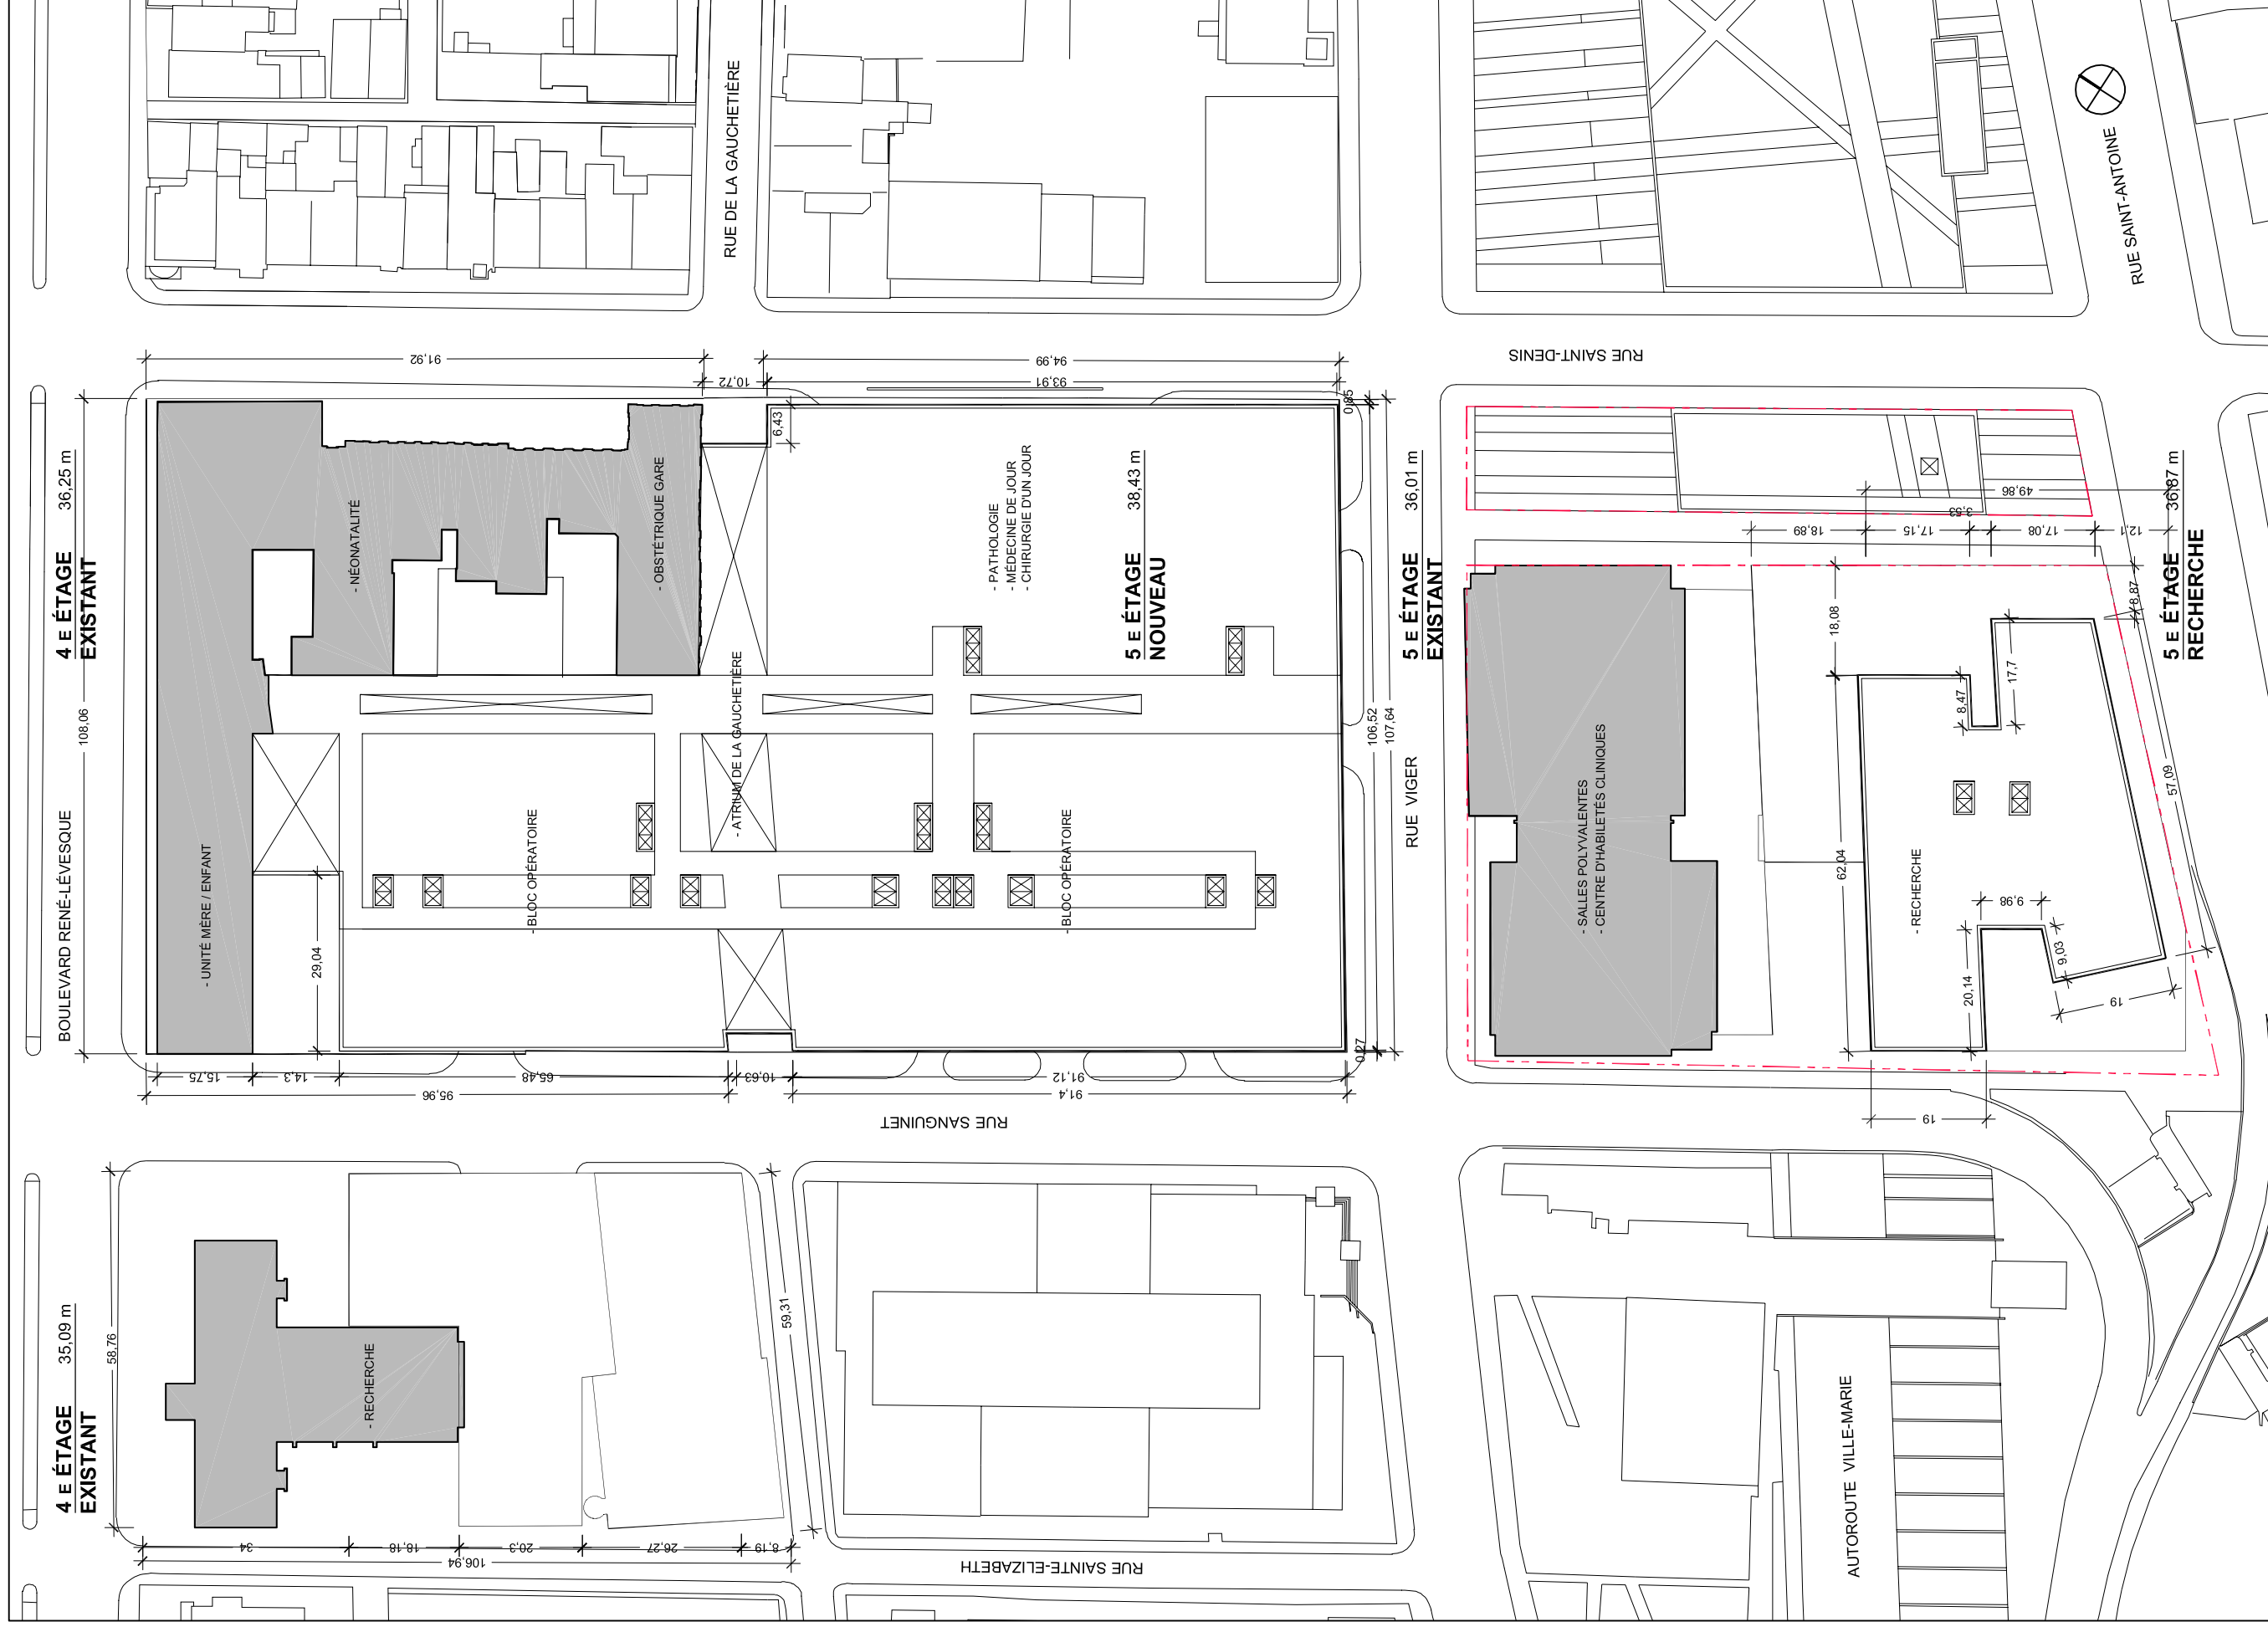 RUE DE LA GAUCHETIÈRE
RUE SAINT-ANTOINE
RUE SAINT-DENIS
91,92
10,72
94,99
93,91
0,85
6,43
4 E ÉTAGE 36,25 m
EXISTANT
108,06
BOULEVARD RENÉ-LÉVESQUE
- NÉONATALITÉ
- OBSTÉTRIQUE GARE
- UNITÉ MÈRE / ENFANT
29,04
- PATHOLOGIE
- MÉDECINE DE JOUR
- CHIRURGIE D'UN JOUR
5 E ÉTAGE 38,43 m
NOUVEAU
- ATRIUM DE LA GAUCHETIÈRE
- BLOC OPÉRATOIRE
- BLOC OPÉRATOIRE
106,52
107,64
0,27
RUE VIGER
5 E ÉTAGE 36,01 m
EXISTANT
- SALLES POLYVALENTES
- CENTRE D'HABILETÉS CLINIQUES
49,86
18,89
17,15
3,53
17,08
12,1
18,08
8,87
8,47
17,7
5 E ÉTAGE 36,87 m
RECHERCHE
57,09
62,04
- RECHERCHE
9,98
9,03
20,14
19
19
15,75
14,3
65,48
10,63
91,12
95,96
91,4
RUE SANGUINET
4 E ÉTAGE 35,09 m
EXISTANT
58,76
- RECHERCHE
59,31
34
18,18
20,3
26,27
8,19
106,94
RUE SAINTE-ELIZABETH
AUTOROUTE VILLE-MARIE